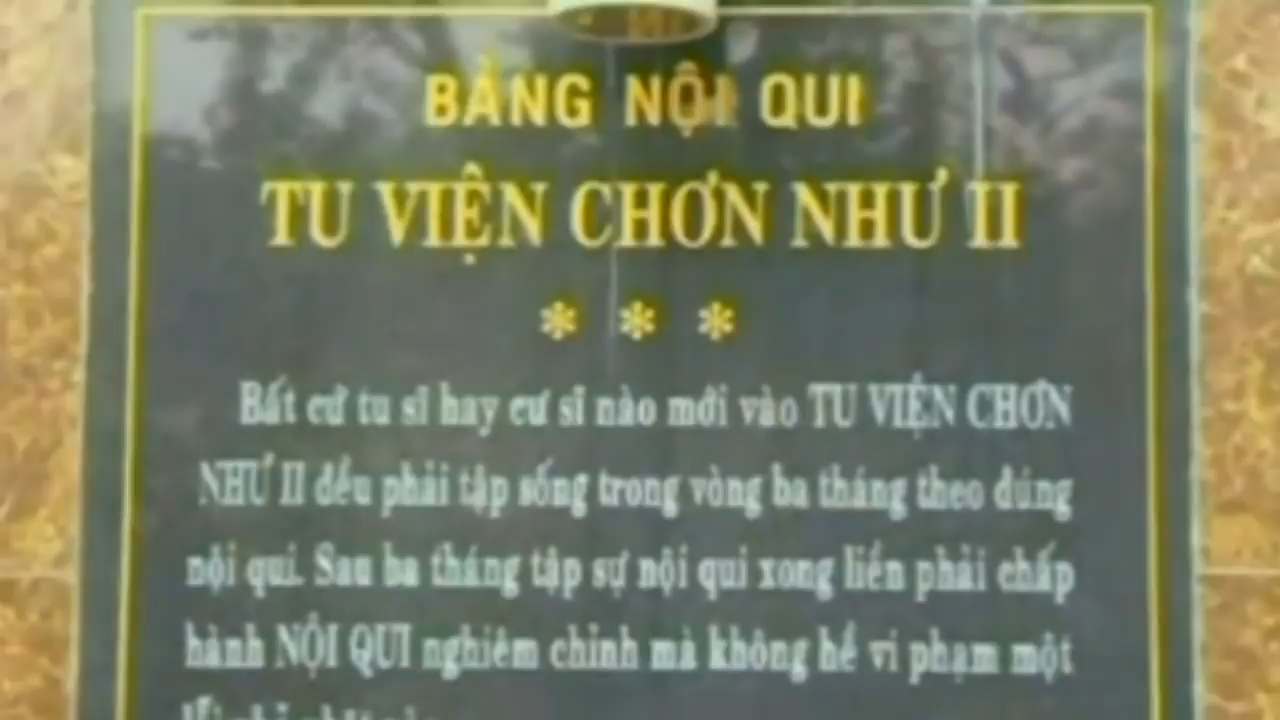 BẢNG NỘI QUI
TU VIỆN CHƠN NHƯ II
* * *
Bất cứ tu sĩ hay cư sĩ nào mới vào TU VIỆN CHƠN
NHƯ II đều phải tập sống trong vòng ba tháng theo đúng
nội qui. Sau ba tháng tập sự nội qui xong liền phải chấp
hành NỘI QUI nghiêm chỉnh mà không hề vi phạm một